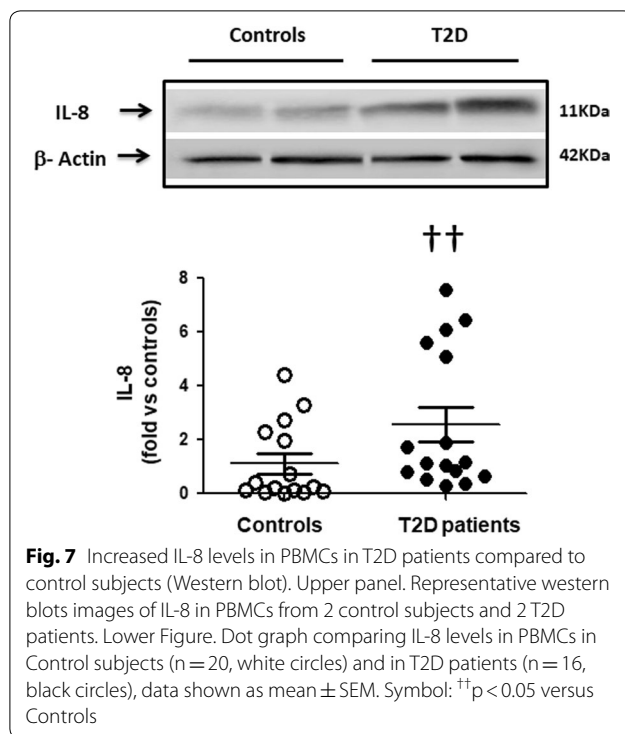 Controls T2D
IL-8 → 11KDa
β- Actin → 42KDa
††
8
6
4
2
0
IL-8
(fold vs controls)
Controls T2D patients
Fig. 7 Increased IL-8 levels in PBMCs in T2D patients compared to
control subjects (Western blot). Upper panel. Representative western
blots images of IL-8 in PBMCs from 2 control subjects and 2 T2D
patients. Lower Figure. Dot graph comparing IL-8 levels in PBMCs in
Control subjects (n = 20, white circles) and in T2D patients (n = 16,
black circles), data shown as mean ± SEM. Symbol: ††p < 0.05 versus
Controls